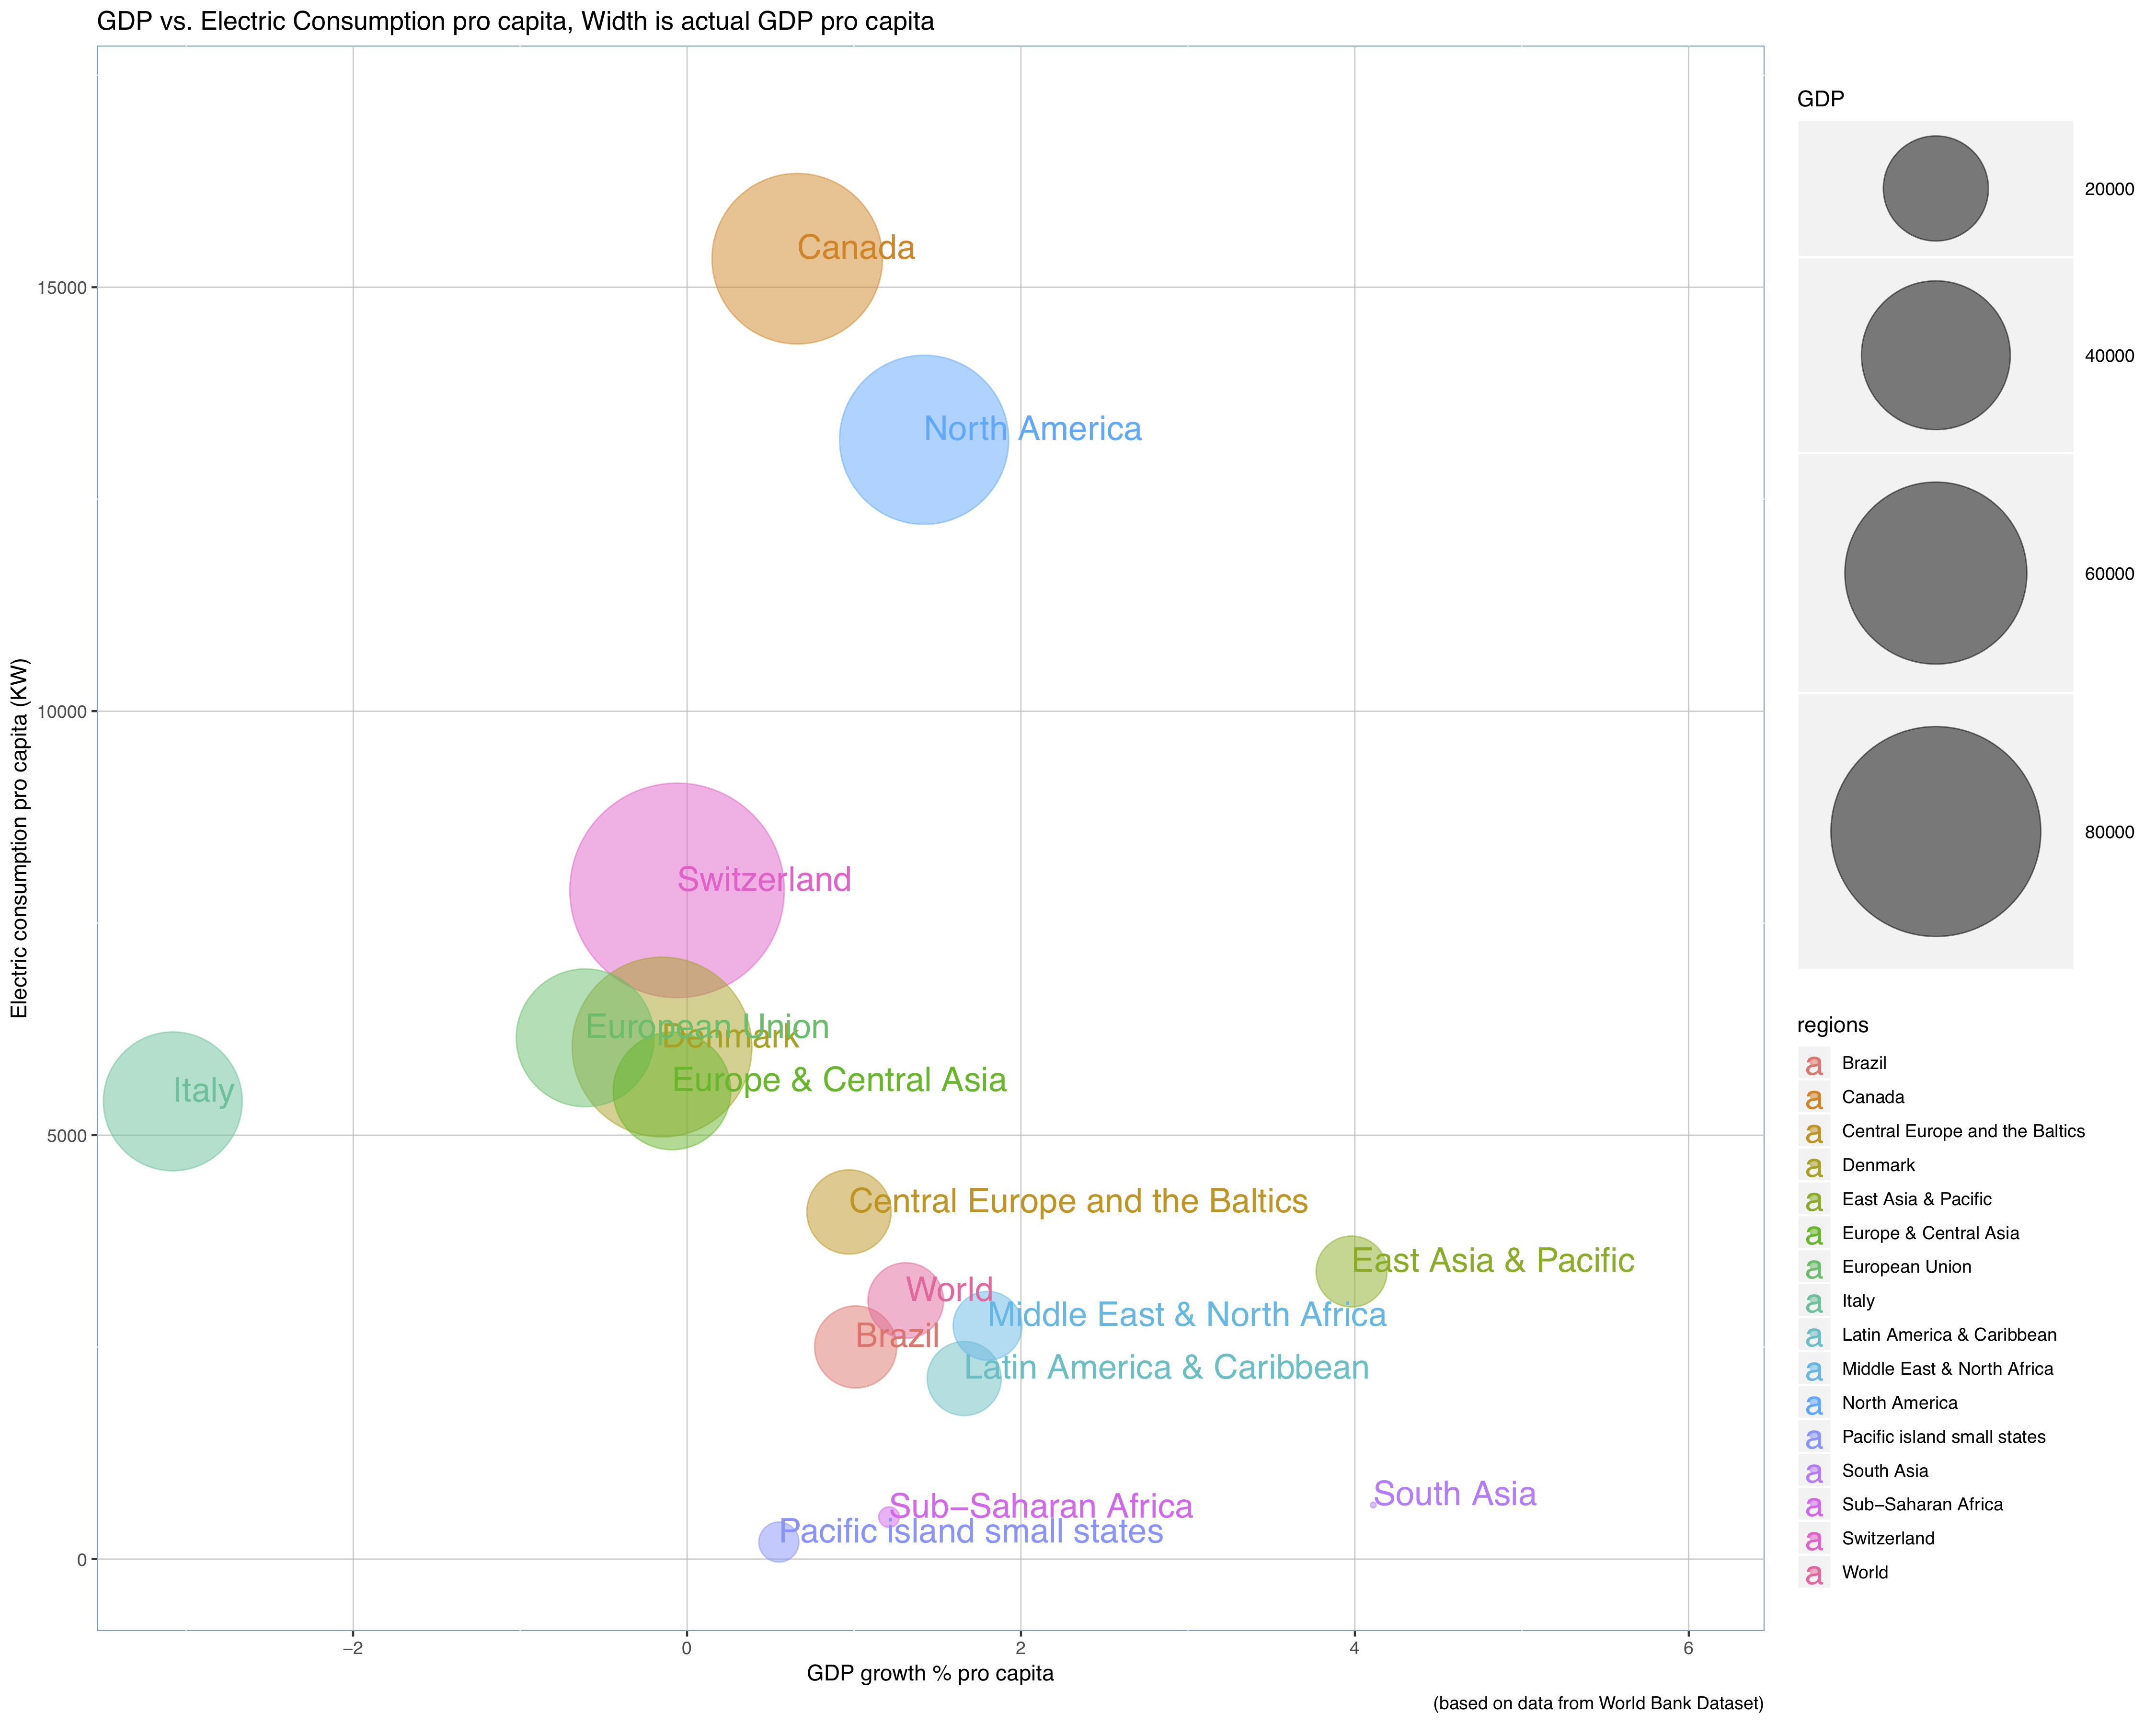 GDP vs. Electric Consumption pro capita, Width is actual GDP pro capita
GDP
20000
40000
60000
80000
15000
10000
5000
0
Electric consumption pro capita (KW)
Canada
North America
Switzerland
European Union
Denmark
Europe & Central Asia
Italy
Central Europe and the Baltics
East Asia & Pacific
World
Middle East & North Africa
Brazil
Latin America & Caribbean
South Asia
Sub−Saharan Africa
Pacific island small states
−2
0
2
4
6
GDP growth % pro capita
(based on data from World Bank Dataset)
regions
a Brazil
a Canada
a Central Europe and the Baltics
a Denmark
a East Asia & Pacific
a Europe & Central Asia
a European Union
a Italy
a Latin America & Caribbean
a Middle East & North Africa
a North America
a Pacific island small states
a South Asia
a Sub−Saharan Africa
a Switzerland
a World